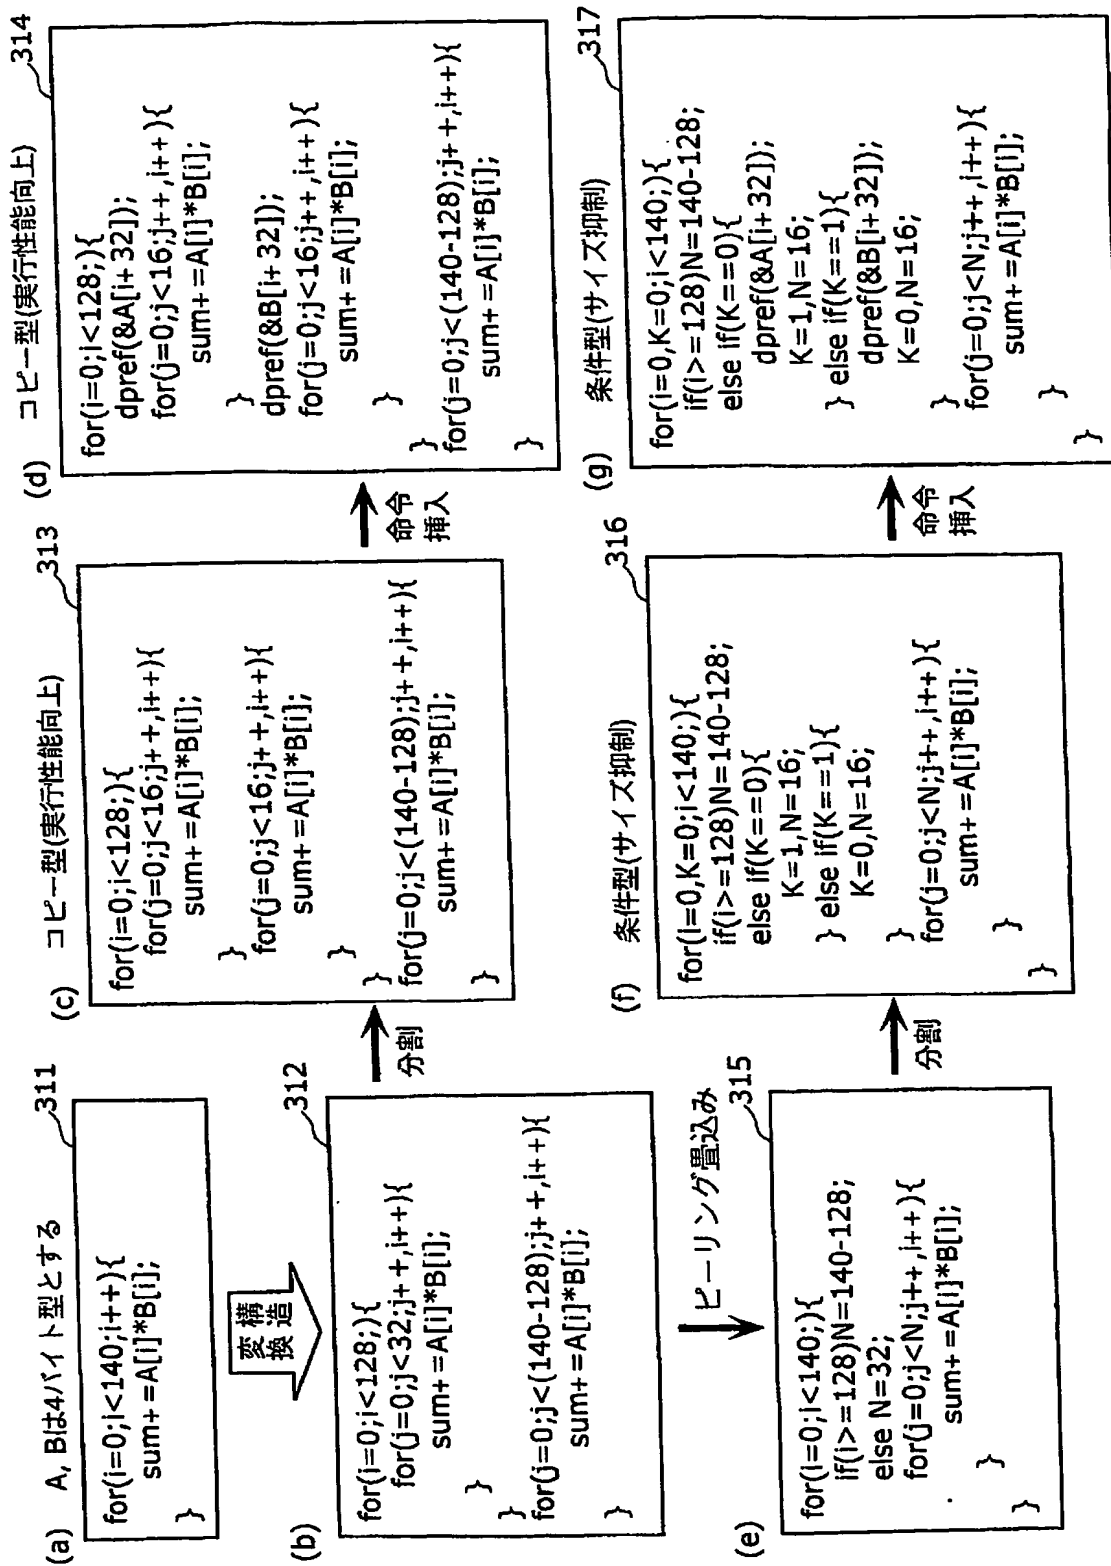 (a) A, Bは4バイト型とする
311
for(i=0;i<140;i++){
sum+=A[i]*B[i];
}
構造
変換
(b)
312
for(i=0;i<128;){
for(j=0;j<32;j++,i++){
sum+=A[i]*B[i];
}
}
for(j=0;j<(140-128);j++,i++){
sum+=A[i]*B[i];
}
分割
(c) コピー型(実行性能向上)
313
for(i=0;i<128;){
for(j=0;j<16;j++,i++){
sum+=A[i]*B[i];
}
for(j=0;j<16;j++,i++){
sum+=A[i]*B[i];
}
}
for(j=0;j<(140-128);j++,i++){
sum+=A[i]*B[i];
}
命令
挿入
(d) コピー型(実行性能向上)
314
for(i=0;i<128;){
dpref(&A[i+32]);
for(j=0;j<16;j++,i++){
sum+=A[i]*B[i];
}
dpref(&B[i+32]);
for(j=0;j<16;j++,i++){
sum+=A[i]*B[i];
}
}
for(j=0;j<(140-128);j++,i++){
sum+=A[i]*B[i];
}
ピーリング畳込み
(e)
315
for(i=0;i<140;){
if(i>=128)N=140-128;
else N=32;
for(j=0;j<N;j++,i++){
sum+=A[i]*B[i];
}
}
分割
(f) 条件型(サイズ抑制)
316
for(i=0,K=0;i<140;){
if(i>=128)N=140-128;
else if(K==0){
K=1,N=16;
} else if(K==1){
K=0,N=16;
}
for(j=0;j<N;j++,i++){
sum+=A[i]*B[i];
}
}
命令
挿入
(g) 条件型(サイズ抑制)
317
for(i=0,K=0;i<140;){
if(i>=128)N=140-128;
else if(K==0){
dpref(&A[i+32]);
K=1,N=16;
} else if(K==1){
dpref(&B[i+32]);
K=0,N=16;
}
for(j=0;j<N;j++,i++){
sum+=A[i]*B[i];
}
}